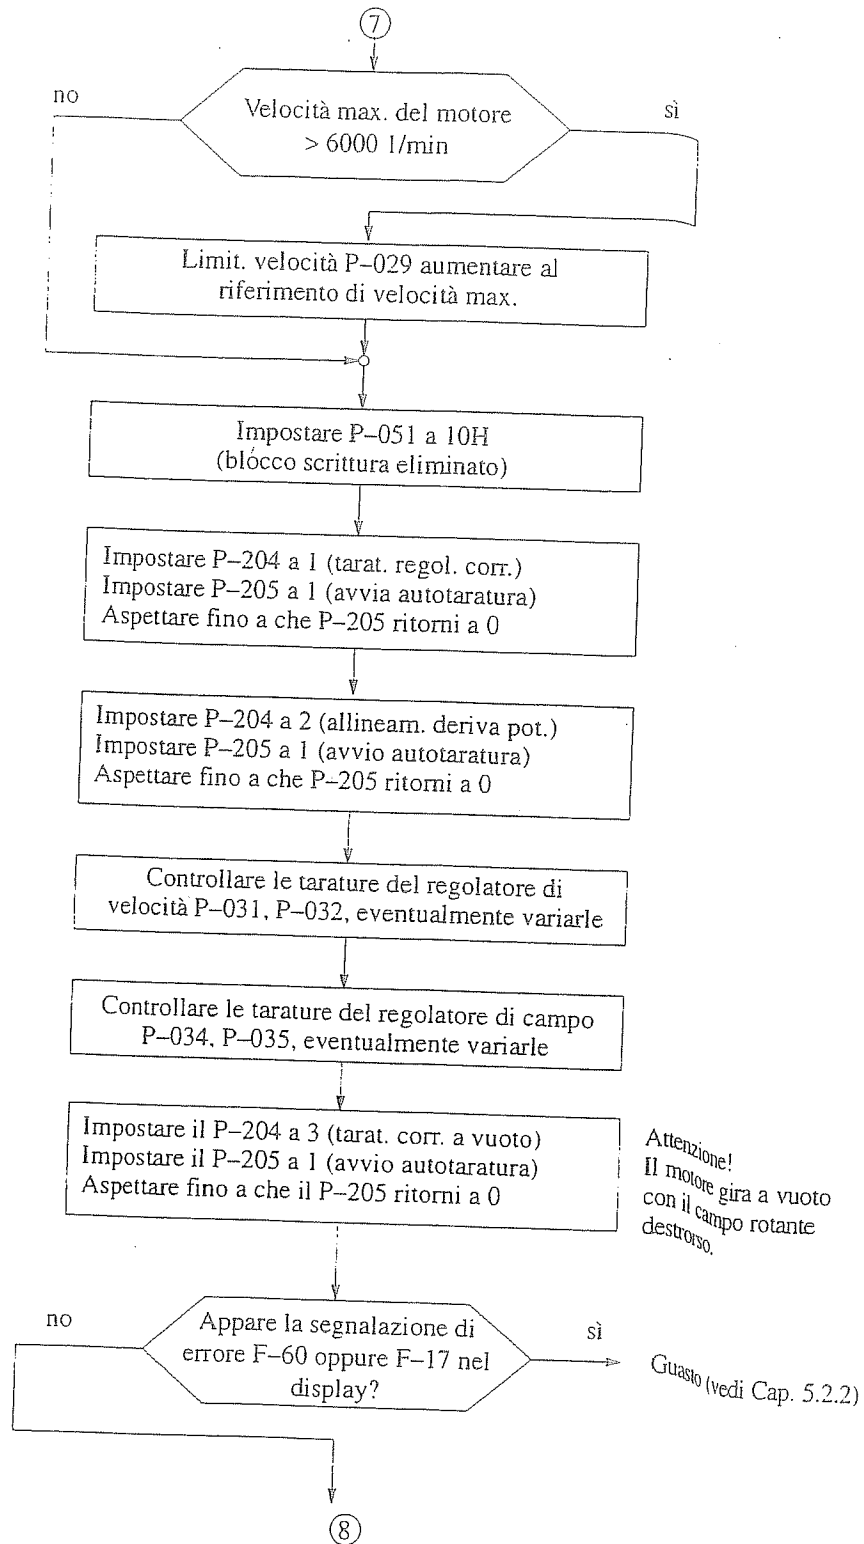 7
Velocità max. del motore
> 6000 1/min
no
sì
Limit. velocità P–029 aumentare al
riferimento di velocità max.
Impostare P–051 a 10H
(blocco scrittura eliminato)
Impostare P–204 a 1 (tarat. regol. corr.)
Impostare P–205 a 1 (avvia autotaratura)
Aspettare fino a che P–205 ritorni a 0
Impostare P–204 a 2 (allineam. deriva pot.)
Impostare P–205 a 1 (avvio autotaratura)
Aspettare fino a che P–205 ritorni a 0
Controllare le tarature del regolatore di
velocità P–031, P–032, eventualmente variarle
Controllare le tarature del regolatore di campo
P–034, P–035, eventualmente variarle
Impostare il P–204 a 3 (tarat. corr. a vuoto)
Impostare il P–205 a 1 (avvio autotaratura)
Aspettare fino a che il P–205 ritorni a 0
Attenzione!
Il motore gira a vuoto
con il campo rotante
destrorso.
Appare la segnalazione di
errore F–60 oppure F–17 nel
display?
no
sì
Guasto (vedi Cap. 5.2.2)
8